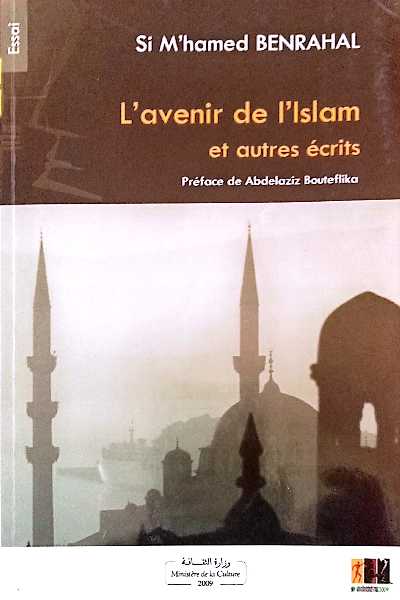 Essai
Si M'hamed BENRAHAL
L'avenir de l'Islam
et autres écrits
Préface de Abdelaziz Bouteflika
وزارة الثقافة
Ministère de la Culture
2009